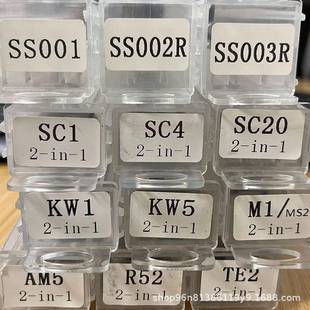 SS001
SS002R
SS003R
SC1
2-in-1
SC4
2-in-1
SC20
2-in-1
KW1
2-in-1
KW5
2-in-1
M1/MS2
2-in-1
AM5
2-in-1
R52
2-in-1
TE2
2-in-1